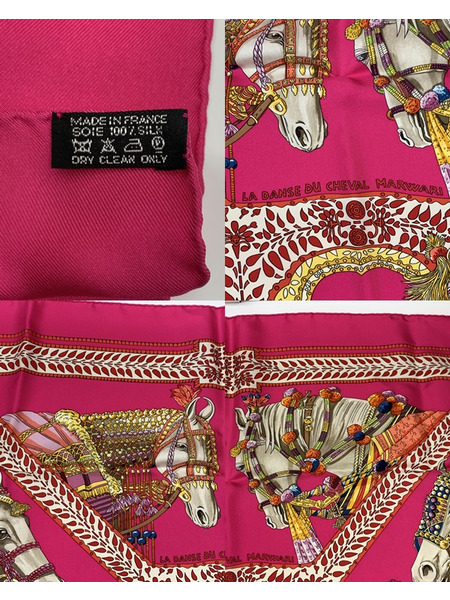 MADE IN FRANCE
SOIE 100% SILK
DRY CLEAN ONLY
LA DANSE DU CHEVAL MARWARI
LA DANSE DU CHEVAL MARWARI